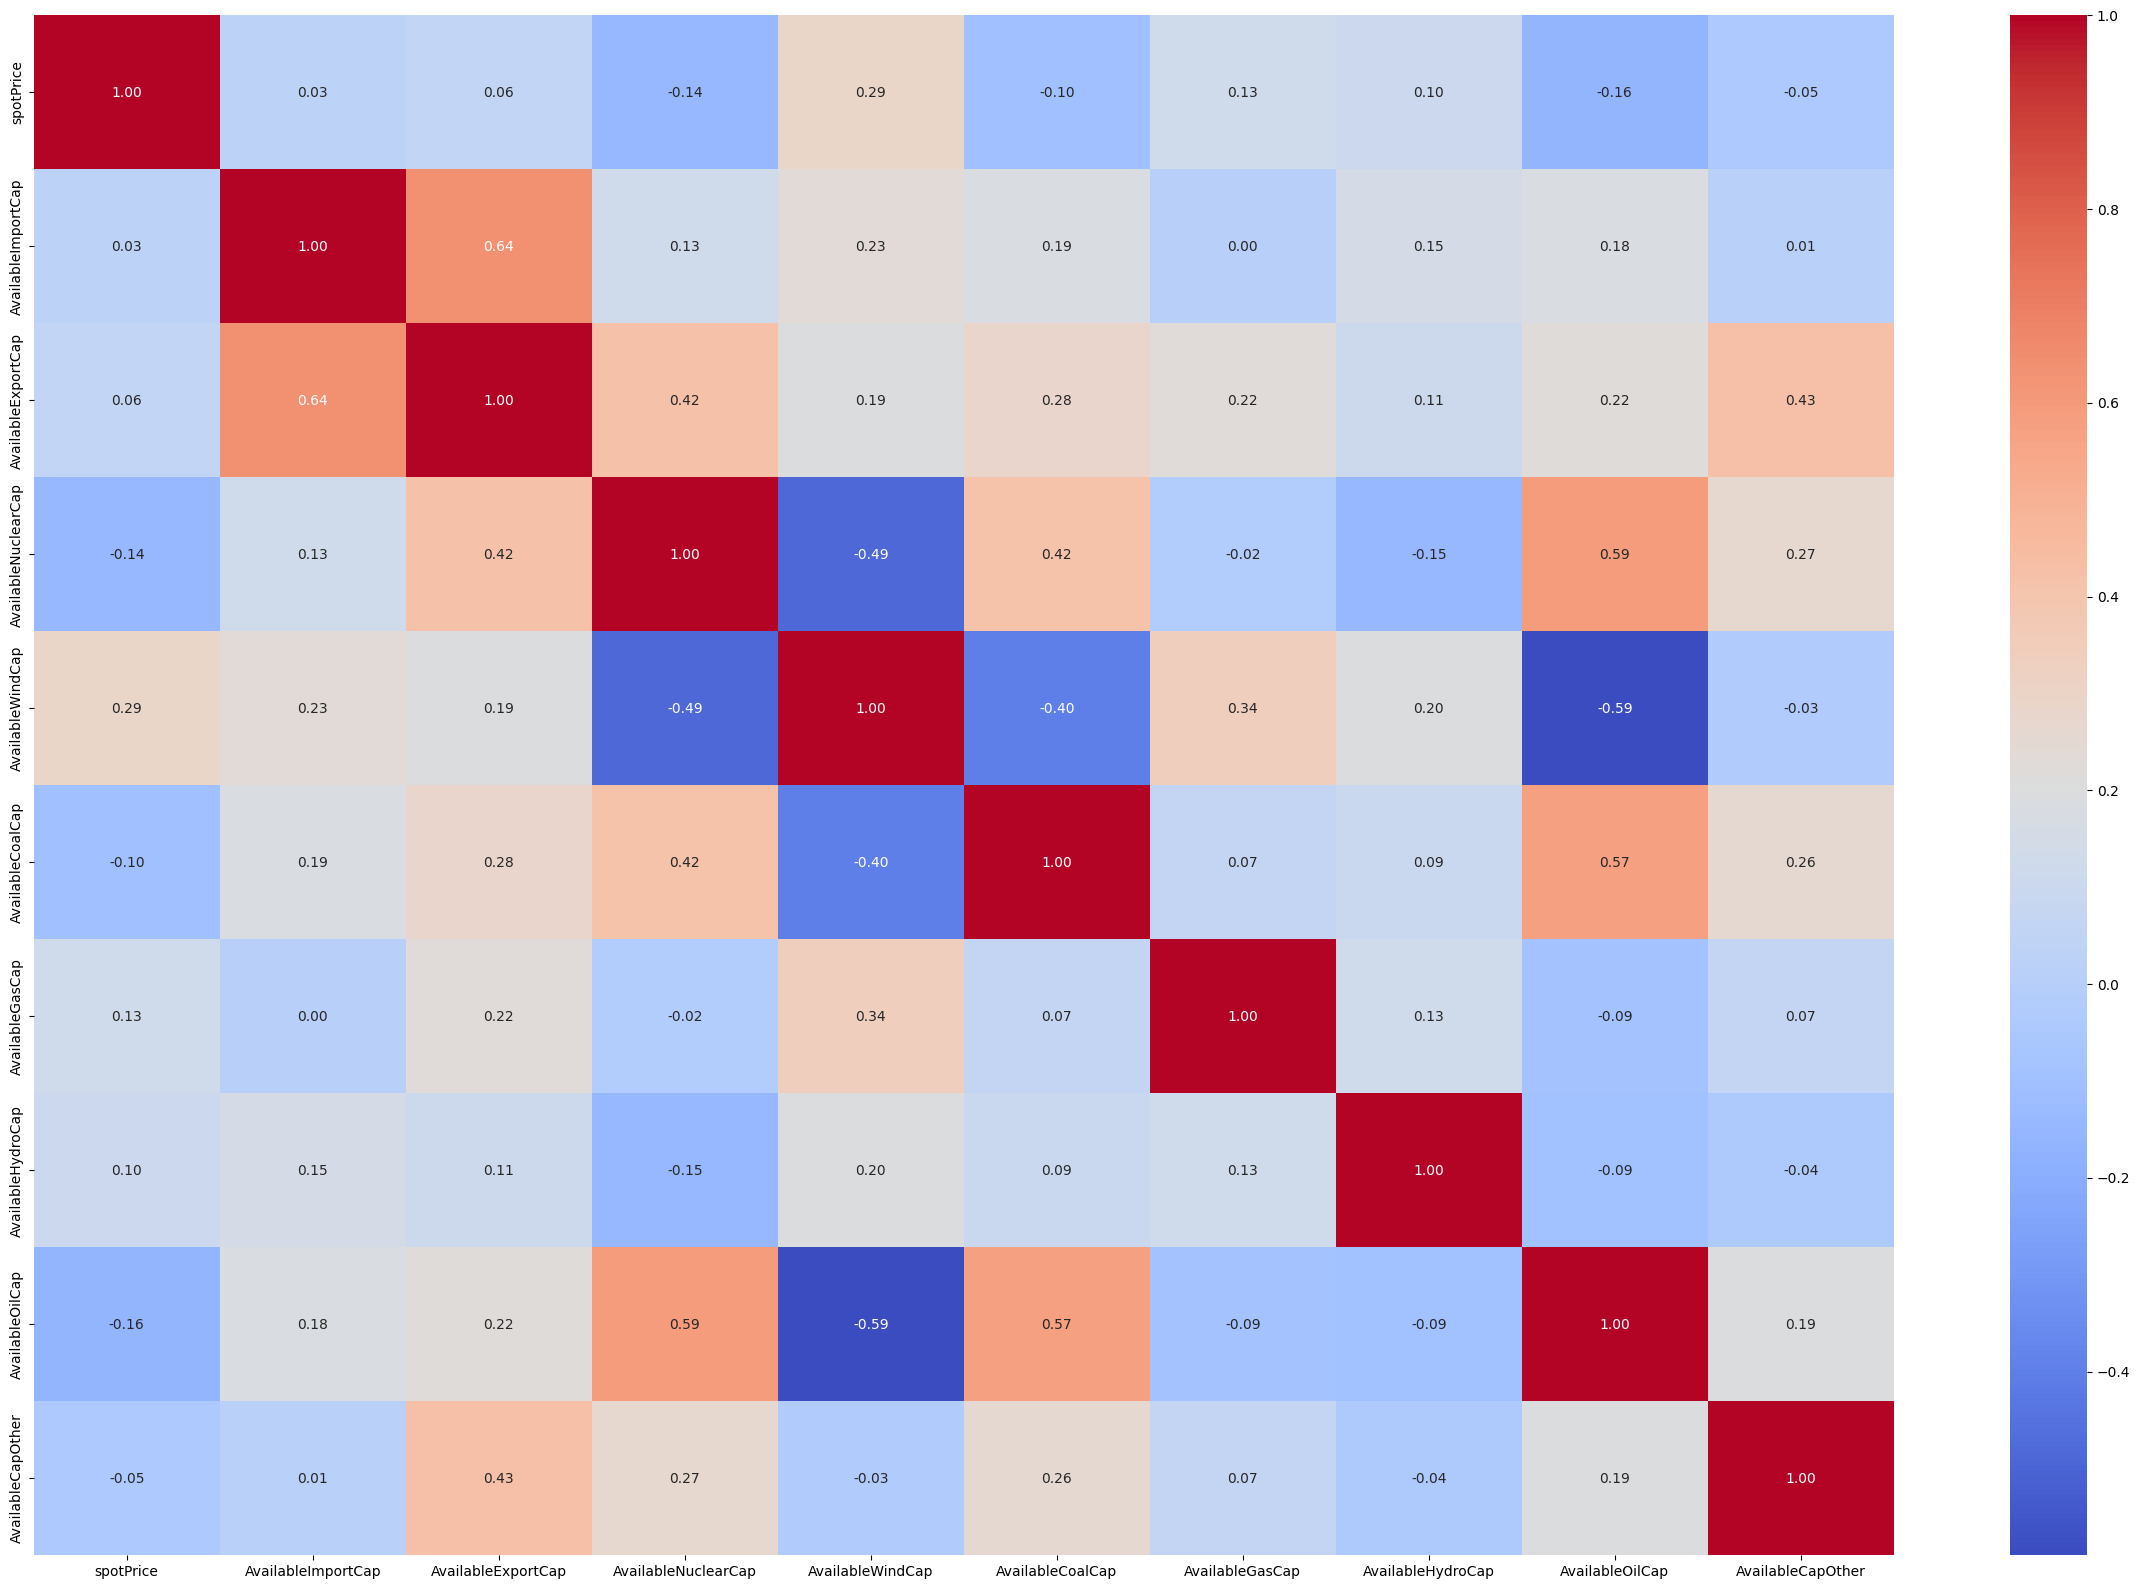 spotPrice 1.00 0.03 0.06 -0.14 0.29 -0.10 0.13 0.10 -0.16 -0.05
AvailableImportCap 0.03 1.00 0.64 0.13 0.23 0.19 0.00 0.15 0.18 0.01
AvailableExportCap 0.06 0.64 1.00 0.42 0.19 0.28 0.22 0.11 0.22 0.43
AvailableNuclearCap -0.14 0.13 0.42 1.00 -0.49 0.42 -0.02 -0.15 0.59 0.27
AvailableWindCap 0.29 0.23 0.19 -0.49 1.00 -0.40 0.34 0.20 -0.59 -0.03
AvailableCoalCap -0.10 0.19 0.28 0.42 -0.40 1.00 0.07 0.09 0.57 0.26
AvailableGasCap 0.13 0.00 0.22 -0.02 0.34 0.07 1.00 0.13 -0.09 0.07
AvailableHydroCap 0.10 0.15 0.11 -0.15 0.20 0.09 0.13 1.00 -0.09 -0.04
AvailableOilCap -0.16 0.18 0.22 0.59 -0.59 0.57 -0.09 -0.09 1.00 0.19
AvailableCapOther -0.05 0.01 0.43 0.27 -0.03 0.26 0.07 -0.04 0.19 1.00
spotPrice AvailableImportCap AvailableExportCap AvailableNuclearCap AvailableWindCap AvailableCoalCap AvailableGasCap AvailableHydroCap AvailableOilCap AvailableCapOther
1.0
0.8
0.6
0.4
0.2
0.0
−0.2
−0.4